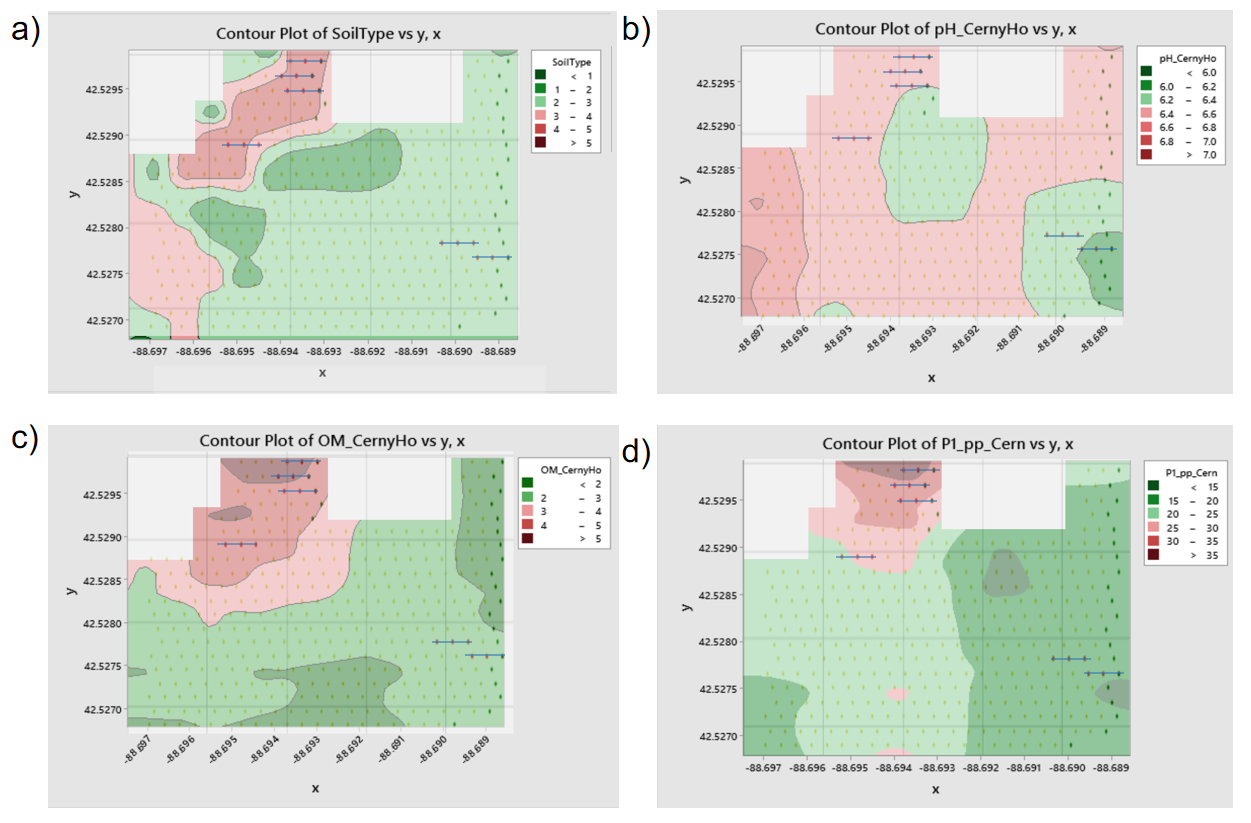 a)
Contour Plot of SoilType vs y, x
SoilType
< 1
1 – 2
2 – 3
3 – 4
4 – 5
> 5
42.5295
42.5290
42.5285
42.5280
42.5275
42.5270
y
-88.697 -88.696 -88.695 -88.694 -88.693 -88.692 -88.691 -88.690 -88.689
x
b)
Contour Plot of pH_CernyHo vs y, x
pH_CernyHo
< 6.0
6.0 – 6.2
6.2 – 6.4
6.4 – 6.6
6.6 – 6.8
6.8 – 7.0
> 7.0
42.5295
42.5290
42.5285
42.5280
42.5275
42.5270
y
-88.697 -88.696 -88.695 -88.694 -88.693 -88.692 -88.691 -88.690 -88.689
x
c)
Contour Plot of OM_CernyHo vs y, x
OM_CernyHo
< 2
2 – 3
3 – 4
4 – 5
> 5
42.5295
42.5290
42.5285
42.5280
42.5275
42.5270
y
-88.697 -88.696 -88.695 -88.694 -88.693 -88.692 -88.691 -88.690 -88.689
x
d)
Contour Plot of P1_pp_Cern vs y, x
P1_pp_Cern
< 15
15 – 20
20 – 25
25 – 30
30 – 35
> 35
42.5295
42.5290
42.5285
42.5280
42.5275
42.5270
y
-88.697 -88.696 -88.695 -88.694 -88.693 -88.692 -88.691 -88.690 -88.689
x